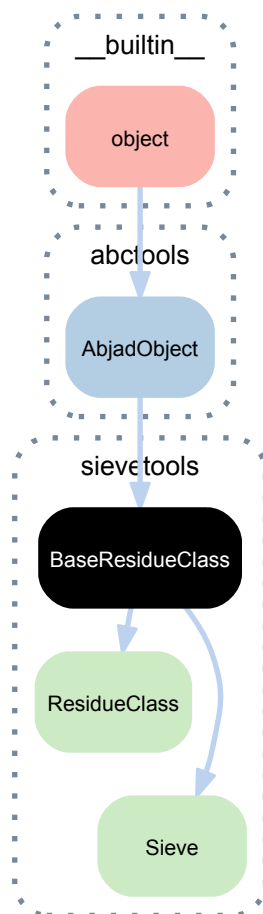 __builtin__
object
abctools
AbjadObject
sievetools
BaseResidueClass
ResidueClass
Sieve